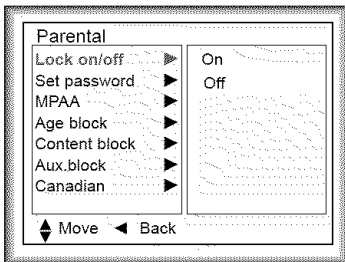 Parental
Lock on/off On
Set password Off
MPAA
Age block
Content block
Aux.block
Canadian
Move Back